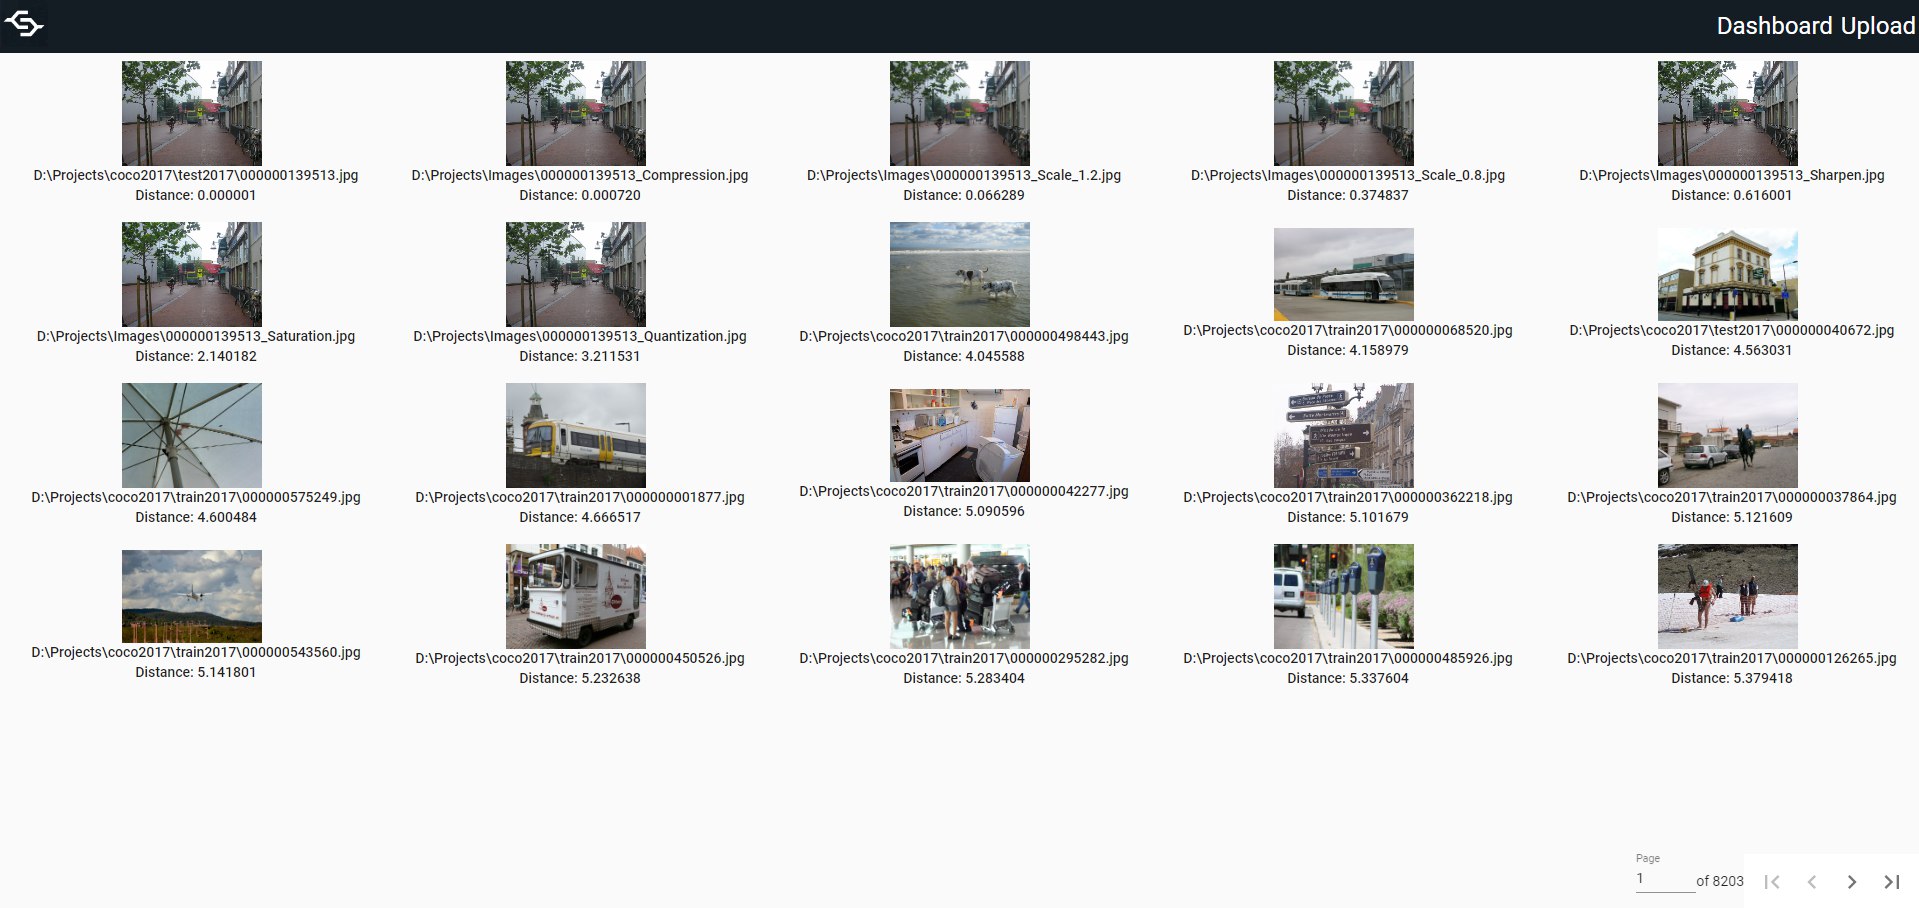 Dashboard Upload
D:\Projects\coco2017\test2017\000000139513.jpg
Distance: 0.000001
D:\Projects\Images\000000139513_Compression.jpg
Distance: 0.000720
D:\Projects\Images\000000139513_Scale_1.2.jpg
Distance: 0.066289
D:\Projects\Images\000000139513_Scale_0.8.jpg
Distance: 0.374837
D:\Projects\Images\000000139513_Sharpen.jpg
Distance: 0.616001
D:\Projects\Images\000000139513_Saturation.jpg
Distance: 2.140182
D:\Projects\Images\000000139513_Quantization.jpg
Distance: 3.211531
D:\Projects\coco2017\train2017\000000498443.jpg
Distance: 4.045588
D:\Projects\coco2017\train2017\000000068520.jpg
Distance: 4.158979
D:\Projects\coco2017\test2017\000000040672.jpg
Distance: 4.563031
D:\Projects\coco2017\train2017\000000575249.jpg
Distance: 4.600484
D:\Projects\coco2017\train2017\000000001877.jpg
Distance: 4.666517
D:\Projects\coco2017\train2017\000000042277.jpg
Distance: 5.090596
D:\Projects\coco2017\train2017\000000362218.jpg
Distance: 5.101679
D:\Projects\coco2017\train2017\000000037864.jpg
Distance: 5.121609
D:\Projects\coco2017\train2017\000000543560.jpg
Distance: 5.141801
D:\Projects\coco2017\train2017\000000450526.jpg
Distance: 5.232638
D:\Projects\coco2017\train2017\000000295282.jpg
Distance: 5.283404
D:\Projects\coco2017\train2017\000000485926.jpg
Distance: 5.337604
D:\Projects\coco2017\train2017\000000126265.jpg
Distance: 5.379418
Page
1 of 8203